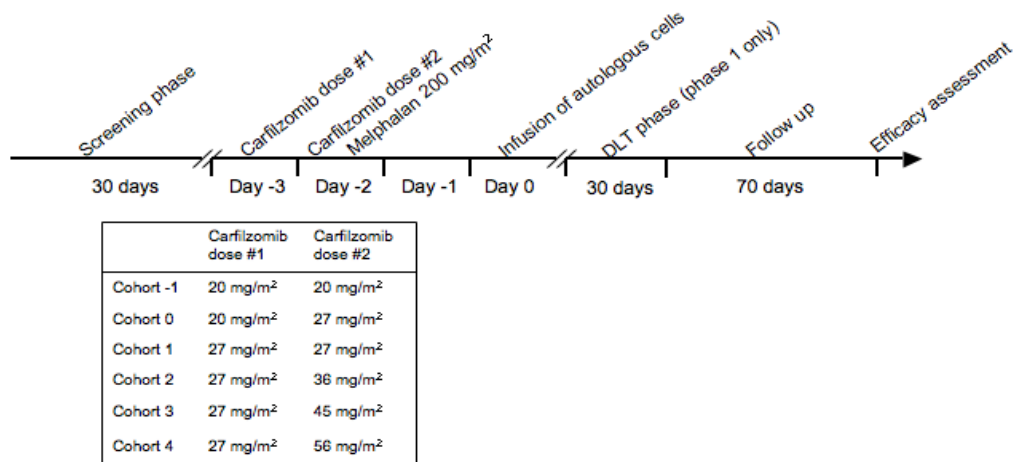 Screening phase
Carfilzomib dose #1
Carfilzomib dose #2
Melphalan 200 mg/m²
Infusion of autologous cells
DLT phase (phase 1 only)
Follow up
Efficacy assessment
30 days Day -3 Day -2 Day -1 Day 0 30 days 70 days
Carfilzomib dose #1 Carfilzomib dose #2
Cohort -1 20 mg/m² 20 mg/m²
Cohort 0 20 mg/m² 27 mg/m²
Cohort 1 27 mg/m² 27 mg/m²
Cohort 2 27 mg/m² 36 mg/m²
Cohort 3 27 mg/m² 45 mg/m²
Cohort 4 27 mg/m² 56 mg/m²